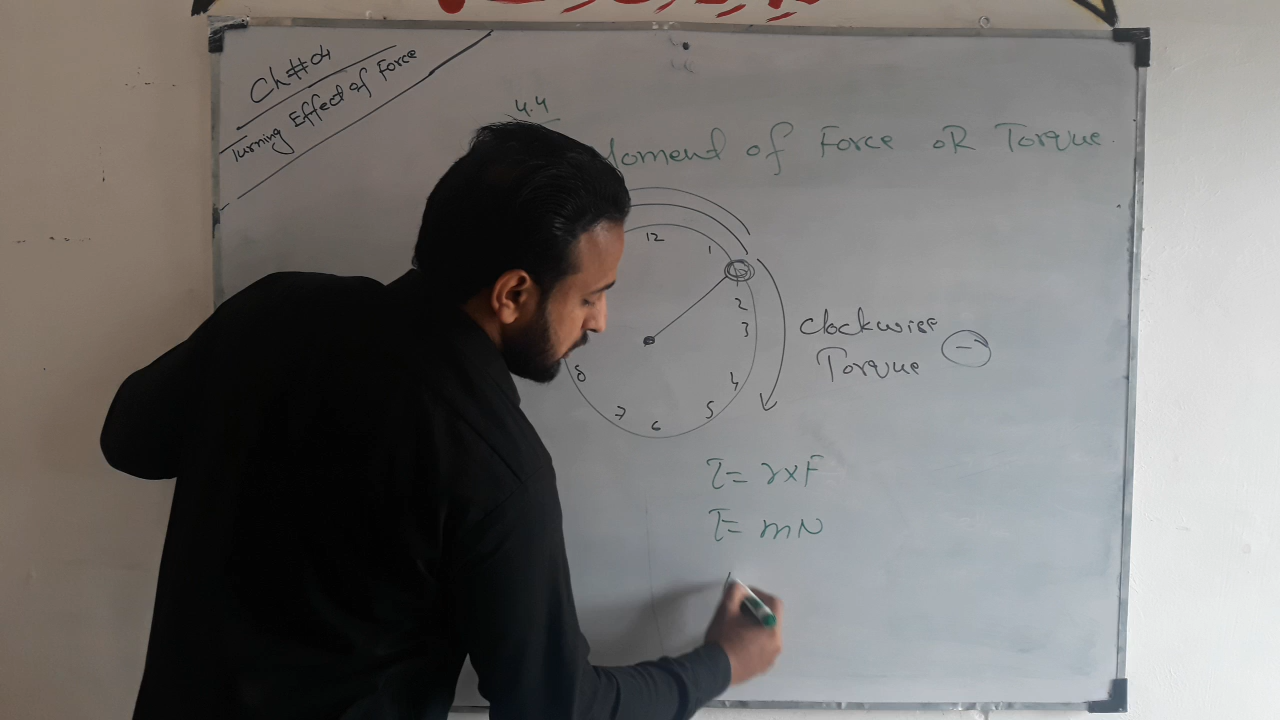 Ch#04
Turning Effect of Force
4.4
Moment of Force OR Torque
12
1
2
3
4
5
6
7
8
Clockwise
Torque -
τ= r×F
τ= mN